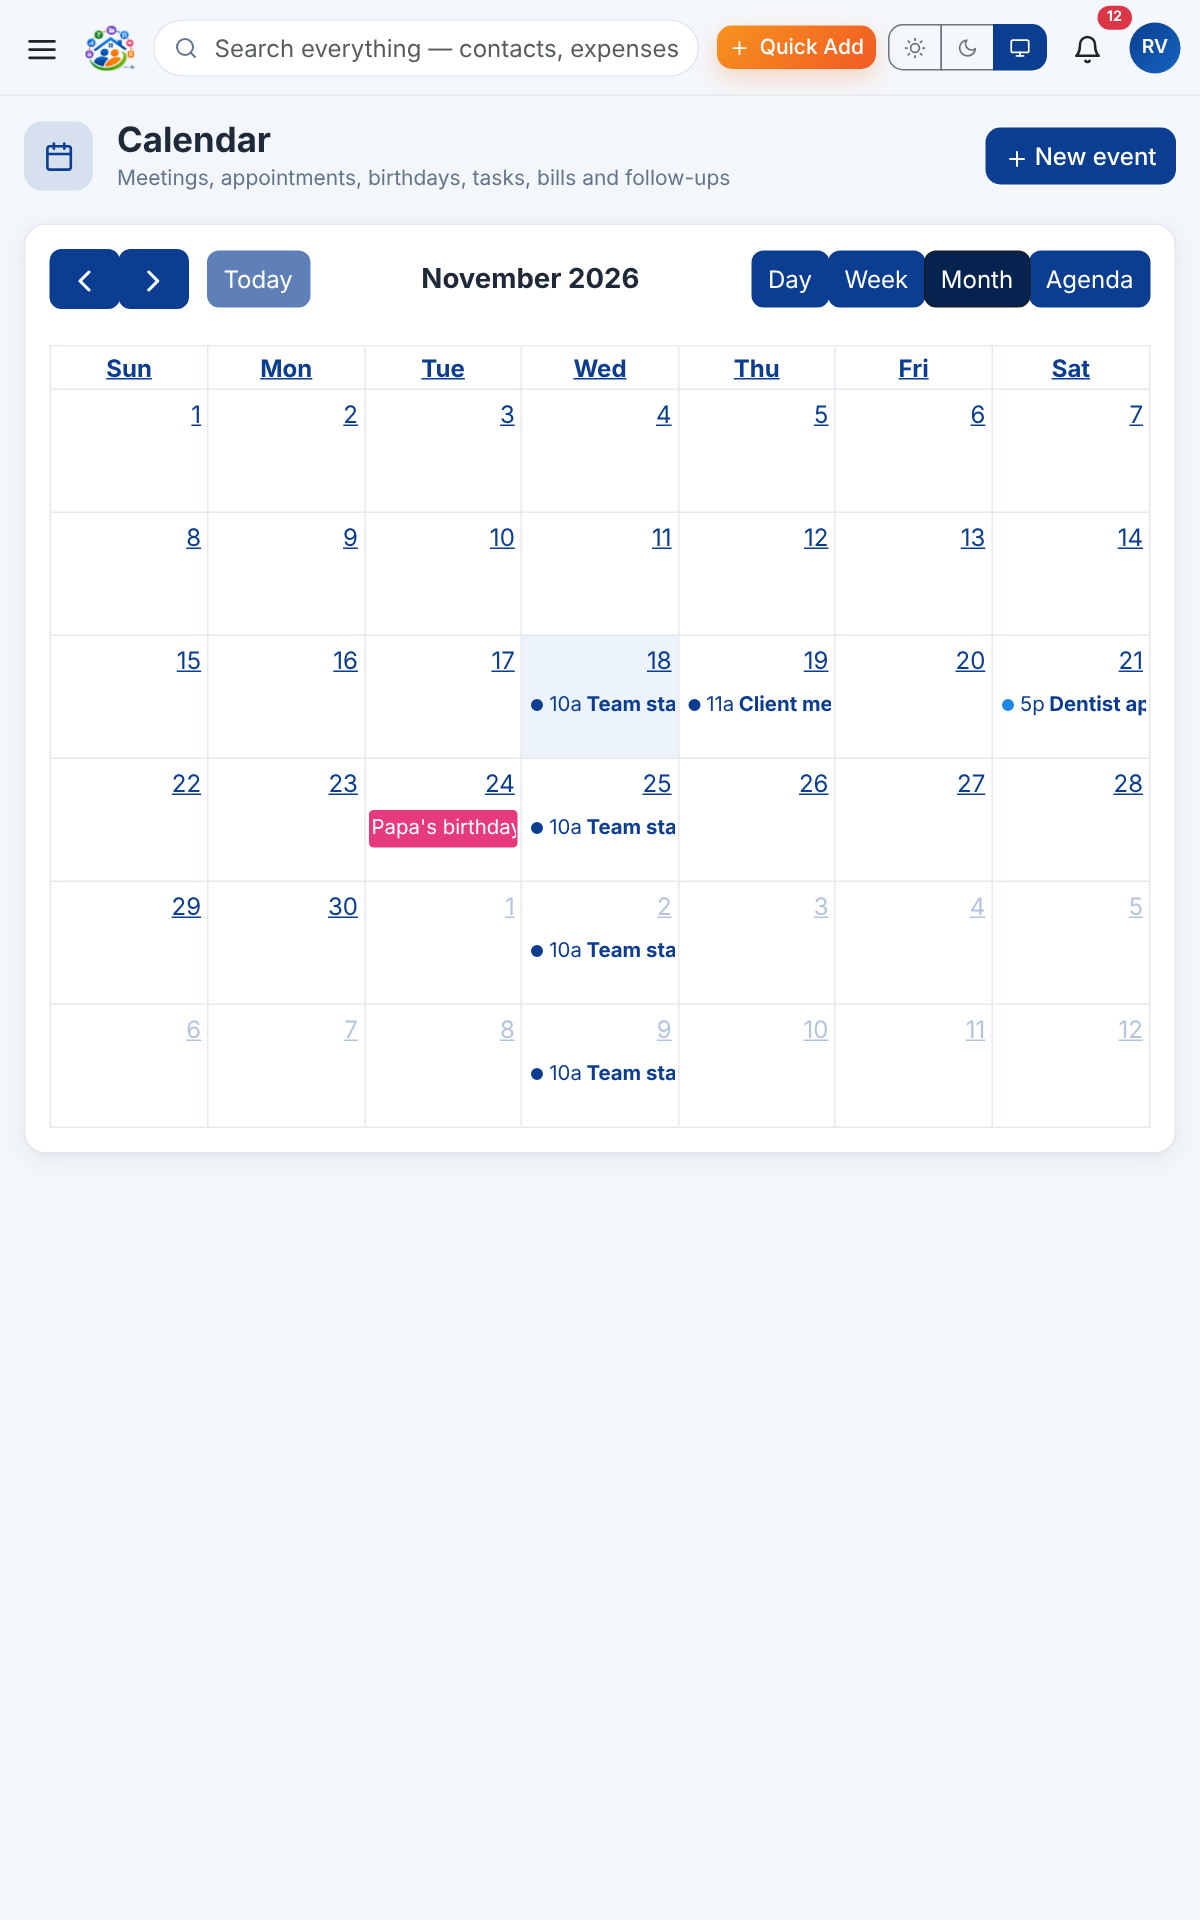 Search everything — contacts, expenses
+ Quick Add
12
RV
Calendar
Meetings, appointments, birthdays, tasks, bills and follow-ups
+ New event
Today
November 2026
Day Week Month Agenda
Sun Mon Tue Wed Thu Fri Sat
1 2 3 4 5 6 7
8 9 10 11 12 13 14
15 16 17 18 19 20 21
10a Team sta 11a Client me 5p Dentist ap
22 23 24 25 26 27 28
Papa's birthday 10a Team sta
29 30 1 2 3 4 5
10a Team sta
6 7 8 9 10 11 12
10a Team sta